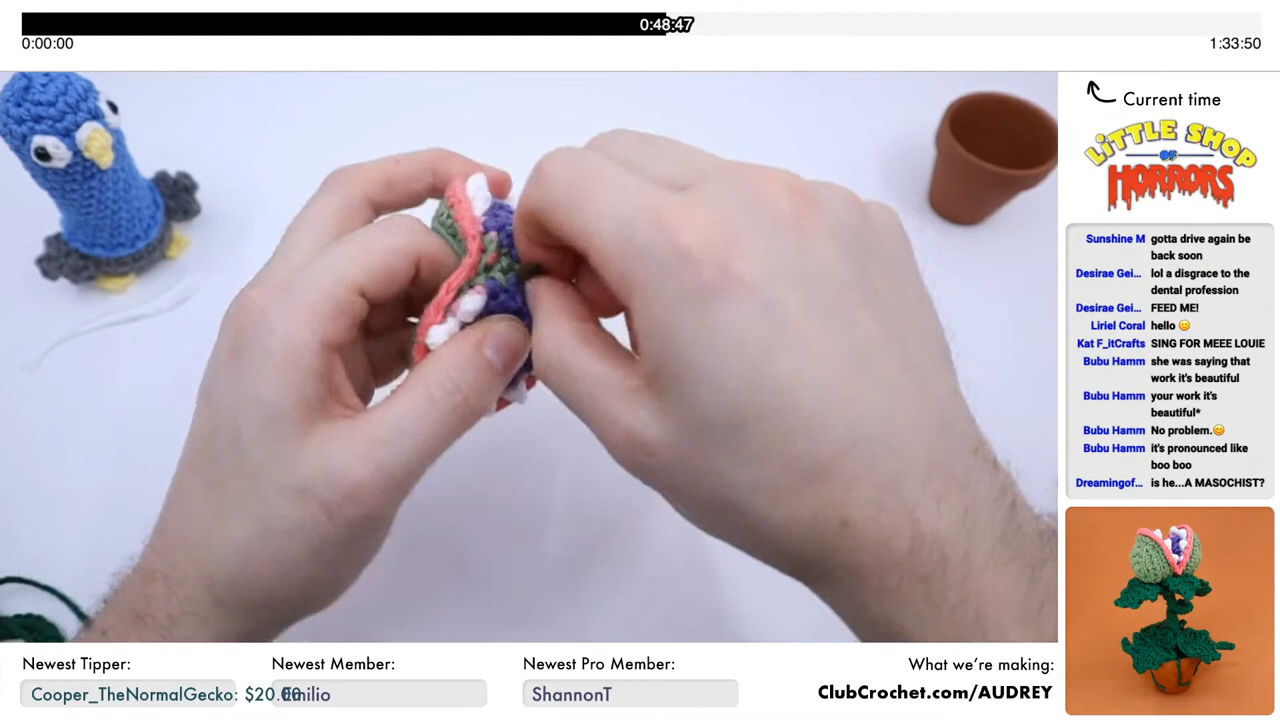 0:48:47
0:00:00
1:33:50
Current time
LiTTLE SHOP
OF
HORRORS
Sunshine M gotta drive again be
back soon
Desirae Gei... lol a disgrace to the
dental profession
Desirae Gei... FEED ME!
Liriel Coral hello 😊
Kat F_itCrafts SING FOR MEEE LOUIE
Bubu Hamm she was saying that
work it's beautiful
Bubu Hamm your work it's
beautiful*
Bubu Hamm No problem.😊
Bubu Hamm it's pronounced like
boo boo
Dreamingof... is he...A MASOCHIST?
Newest Tipper:
Cooper_TheNormalGecko: $20.00
Newest Member:
Emilio
Newest Pro Member:
ShannonT
What we're making:
ClubCrochet.com/AUDREY